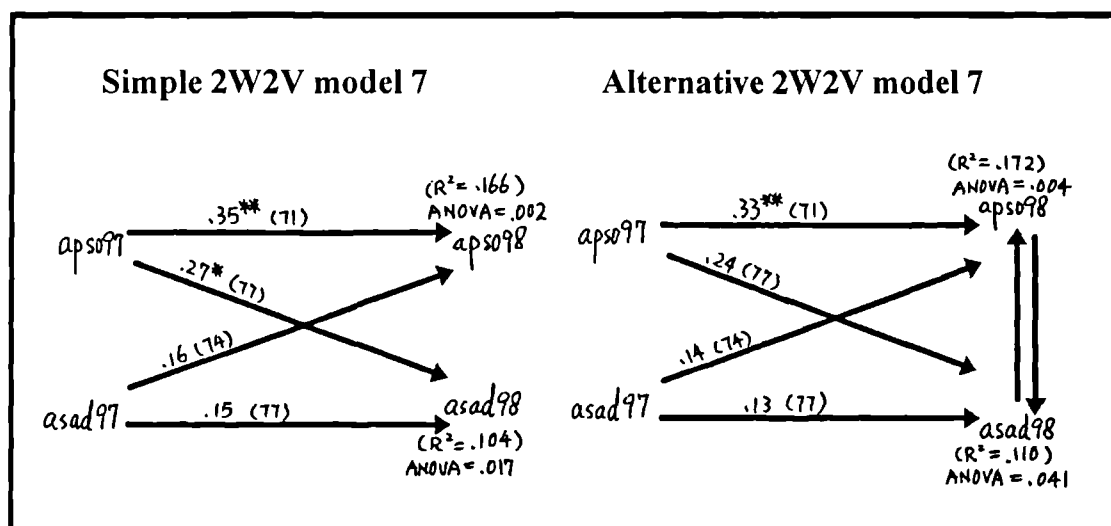 Simple 2W2V model 7
(R²= .166)
ANOVA = .002
.35** (71)
apso97
apso98
.27* (77)
.16 (74)
asad97
.15 (77)
asad98
(R²= .104)
ANOVA = .017
Alternative 2W2V model 7
(R²= .172)
ANOVA = .004
.33** (71)
apso97
apso98
.24 (77)
.14 (74)
asad97
.13 (77)
asad98
(R²= .110)
ANOVA = .041